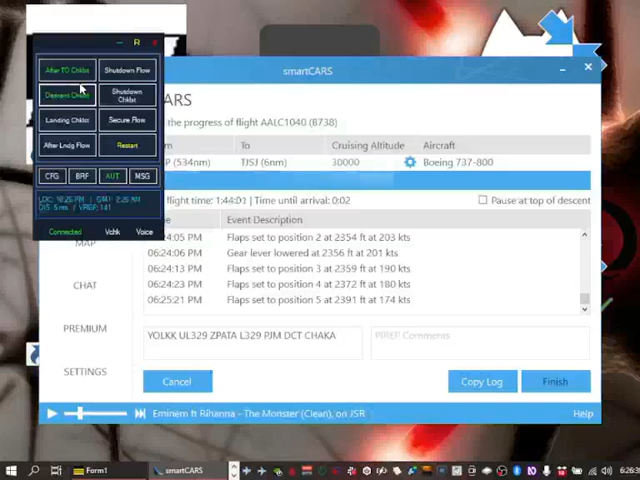 R
After TO Chklst
Shutdown Flow
Shutdown
Chklst
Landing Chklst
Secure Flow
After Lndg Flow
Restart
CFG
BRF
AUT
MSG
Connected
Vchk
Voice
smartCARS
ARS
the progress of flight AALC1040 (8738)
To
Cruising Altitude
Aircraft
P (534nm)
TJSJ (6nm)
30000
Boeing 737-800
flight time: 1:44:01 | Time until arrival: 0:02
Pause at top of descent
Event Description
:24:05 PM
Flaps set to position 2 at 2354 ft at 203 kts
06:24:06 PM
Gear lever lowered at 2356 ft at 201 kts
06:24:13 PM
Flaps set to position 3 at 2359 ft at 190 kts
06:24:23 PM
Flaps set to position 4 at 2372 ft at 180 kts
06:25:21 PM
Flaps set to position 5 at 2391 ft at 174 kts
MAP
CHAT
PREMIUM
SETTINGS
YOLKK UL329 ZPATA L329 PJM DCT CHAKA
PIREP Comments
Cancel
Copy Log
Finish
Eminem ft Rihanna - The Monster (Clean), on JSR
Help
Form1
smartCARS